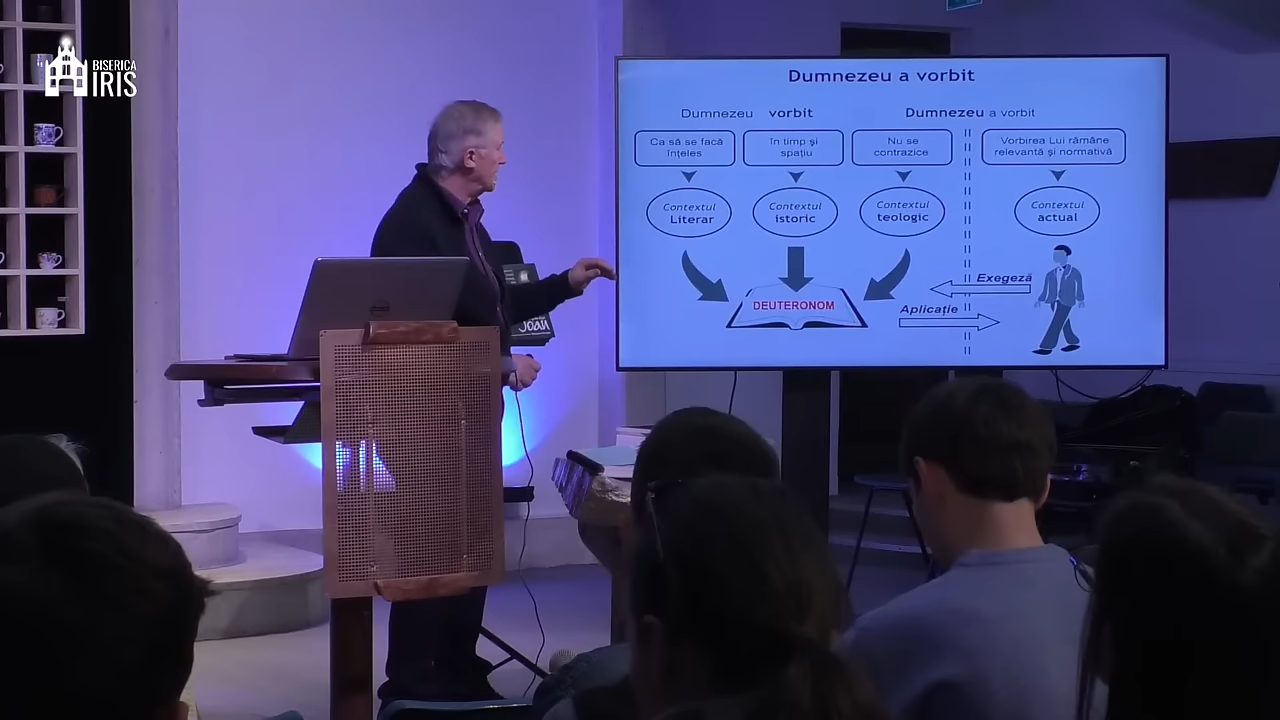 BISERICA
IRIS
Dumnezeu a vorbit
Dumnezeu vorbit
Dumnezeu a vorbit
Ca să se facă
înțeles
În timp și
spațiu
Nu se
contrazice
Vorbirea Lui rămâne
relevantă și normativă
Contextul
Literar
Contextul
istoric
Contextul
teologic
Contextul
actual
DEUTERONOM
Exegeză
Aplicație
Joan